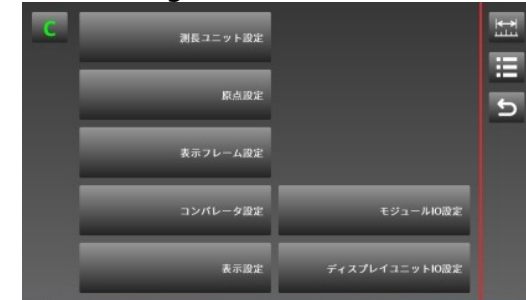 C
測長ユニット設定
原点設定
表示フレーム設定
コンパレータ設定
モジュールIO設定
表示設定
ディスプレイユニットIO設定